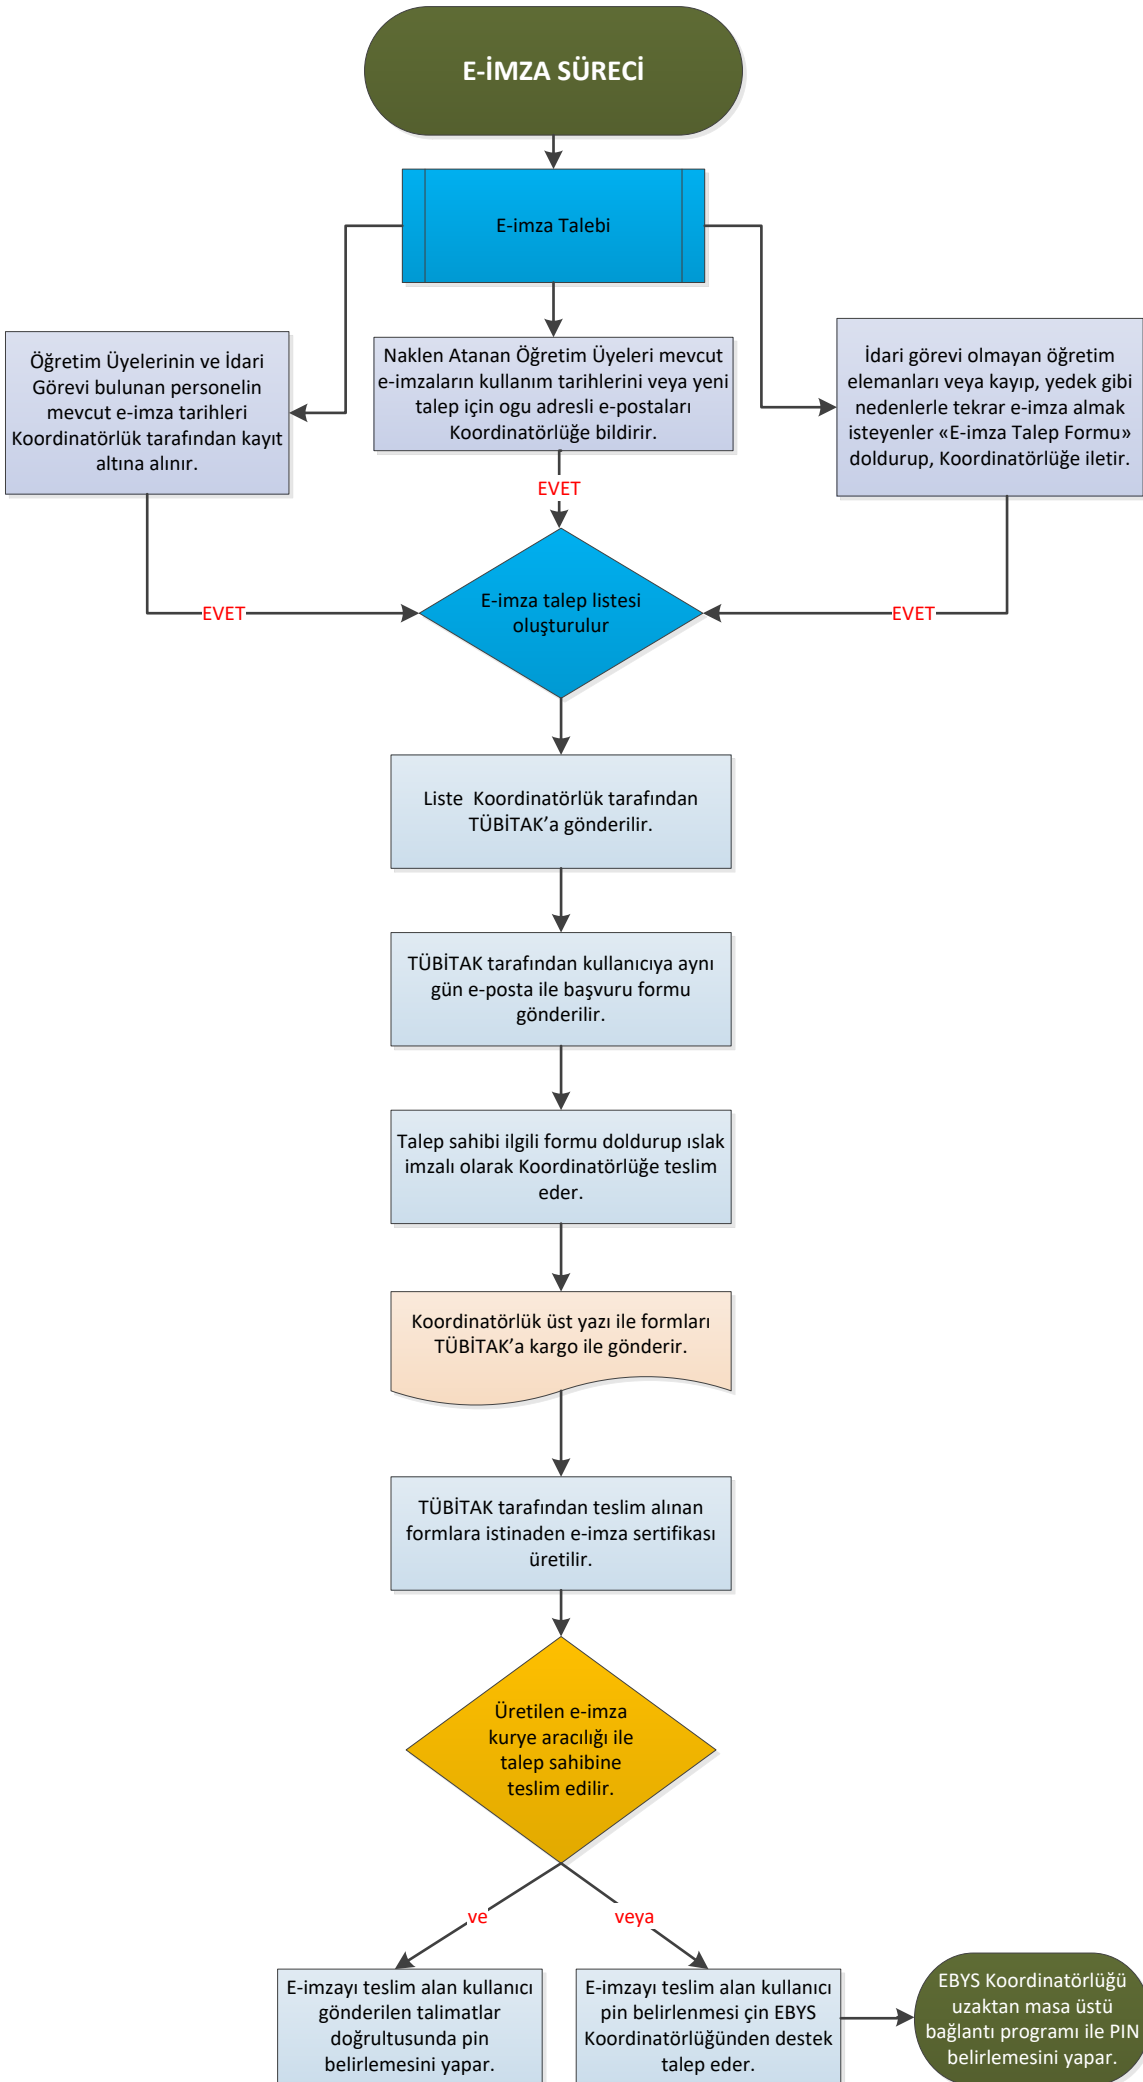 E-İMZA SÜRECİ
E-imza Talebi
Öğretim Üyelerinin ve İdari
Görevi bulunan personelin
mevcut e-imza tarihleri
Koordinatörlük tarafından kayıt
altına alınır.
Naklen Atanan Öğretim Üyeleri mevcut
e-imzaların kullanım tarihlerini veya yeni
talep için ogu adresli e-postaları
Koordinatörlüğe bildirir.
İdari görevi olmayan öğretim
elemanları veya kayıp, yedek gibi
nedenlerle tekrar e-imza almak
isteyenler «E-imza Talep Formu»
doldurup, Koordinatörlüğe iletir.
EVET
EVET
EVET
E-imza talep listesi
oluşturulur
Liste  Koordinatörlük tarafından
TÜBİTAK’a gönderilir.
TÜBİTAK tarafından kullanıcıya aynı
gün e-posta ile başvuru formu
gönderilir.
Talep sahibi ilgili formu doldurup ıslak
imzalı olarak Koordinatörlüğe teslim
eder.
Koordinatörlük üst yazı ile formları
TÜBİTAK’a kargo ile gönderir.
TÜBİTAK tarafından teslim alınan
formlara istinaden e-imza sertifikası
üretilir.
Üretilen e-imza
kurye aracılığı ile
talep sahibine
teslim edilir.
ve
veya
E-imzayı teslim alan kullanıcı
gönderilen talimatlar
doğrultusunda pin
belirlemesini yapar.
E-imzayı teslim alan kullanıcı
pin belirlenmesi için EBYS
Koordinatörlüğünden destek
talep eder.
EBYS Koordinatörlüğü
uzaktan masa üstü
bağlantı programı ile PIN
belirlemesini yapar.